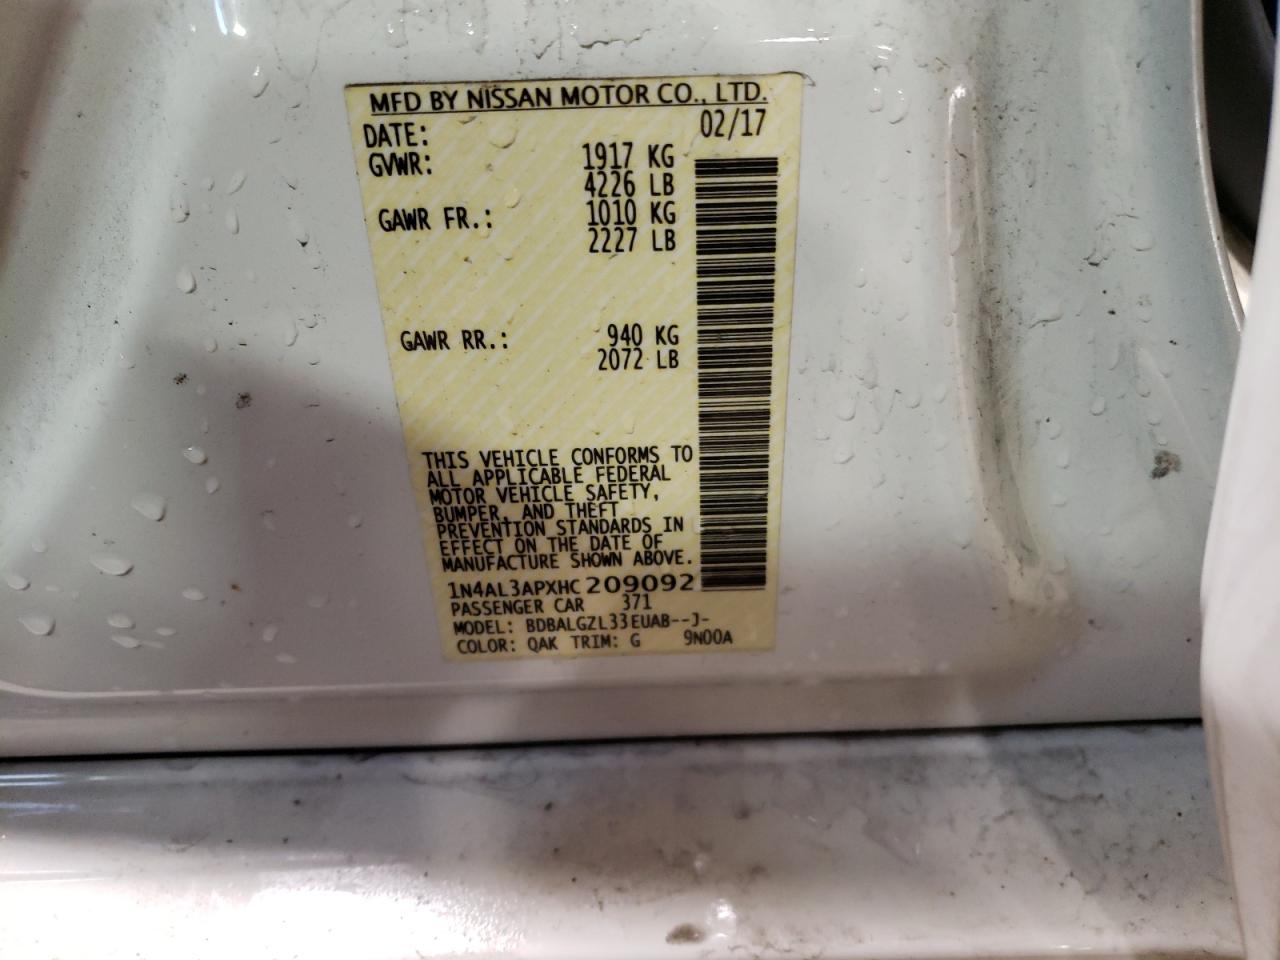 MFD BY NISSAN MOTOR CO., LTD.
DATE: 02/17
GVWR: 1917 KG
4226 LB
GAWR FR.: 1010 KG
2227 LB
GAWR RR.: 940 KG
2072 LB
THIS VEHICLE CONFORMS TO
ALL APPLICABLE FEDERAL
MOTOR VEHICLE SAFETY,
BUMPER, AND THEFT
PREVENTION STANDARDS IN
EFFECT ON THE DATE OF
MANUFACTURE SHOWN ABOVE.
1N4AL3APXHC209092
PASSENGER CAR 371
MODEL: BDBALGZL33EUAB--J-
COLOR: QAK TRIM: G 9N00A